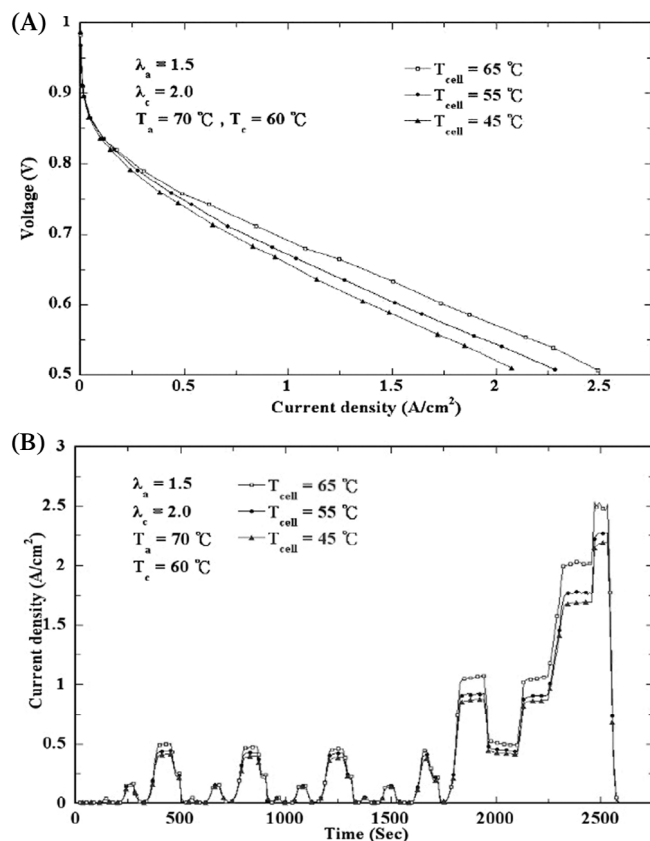 (A)
1
0.9
0.8
0.7
0.6
0.5
Voltage (V)
λa = 1.5
λc = 2.0
Ta = 70 ℃ , Tc = 60 ℃
Tcell = 65 ℃
Tcell = 55 ℃
Tcell = 45 ℃
0 0.5 1 1.5 2 2.5
Current density (A/cm²)
(B)
3
2.5
2
1.5
1
0.5
0
Current density (A/cm²)
λa = 1.5
λc = 2.0
Ta = 70 ℃
Tc = 60 ℃
Tcell = 65 ℃
Tcell = 55 ℃
Tcell = 45 ℃
0 500 1000 1500 2000 2500
Time (Sec)